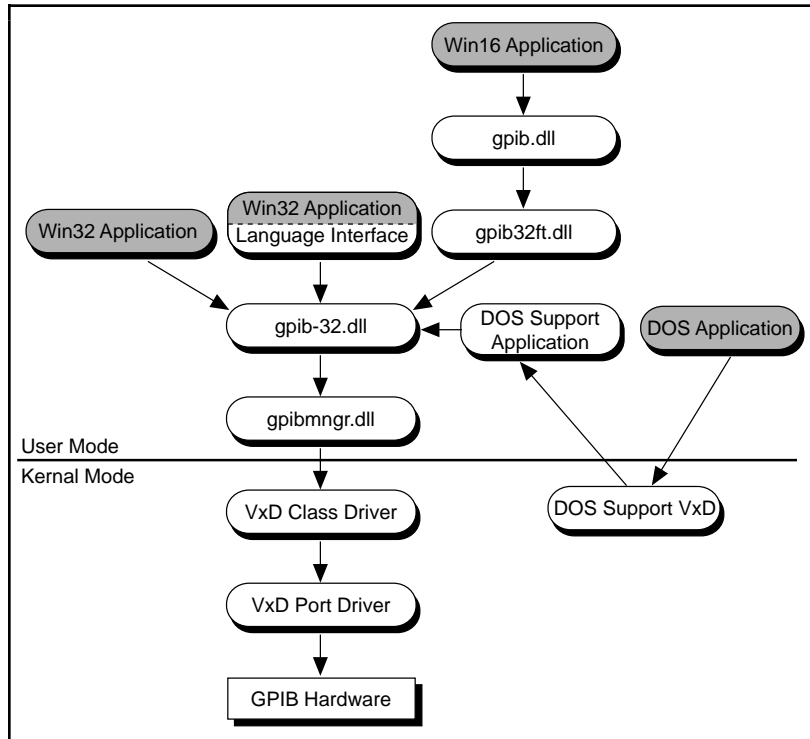 Win16 Application
gpib.dll
Win32 Application
Win32 Application
Language Interface
gpib32ft.dll
gpib-32.dll
DOS Support
Application
DOS Application
gpibmngr.dll
User Mode
Kernal Mode
VxD Class Driver
DOS Support VxD
VxD Port Driver
GPIB Hardware